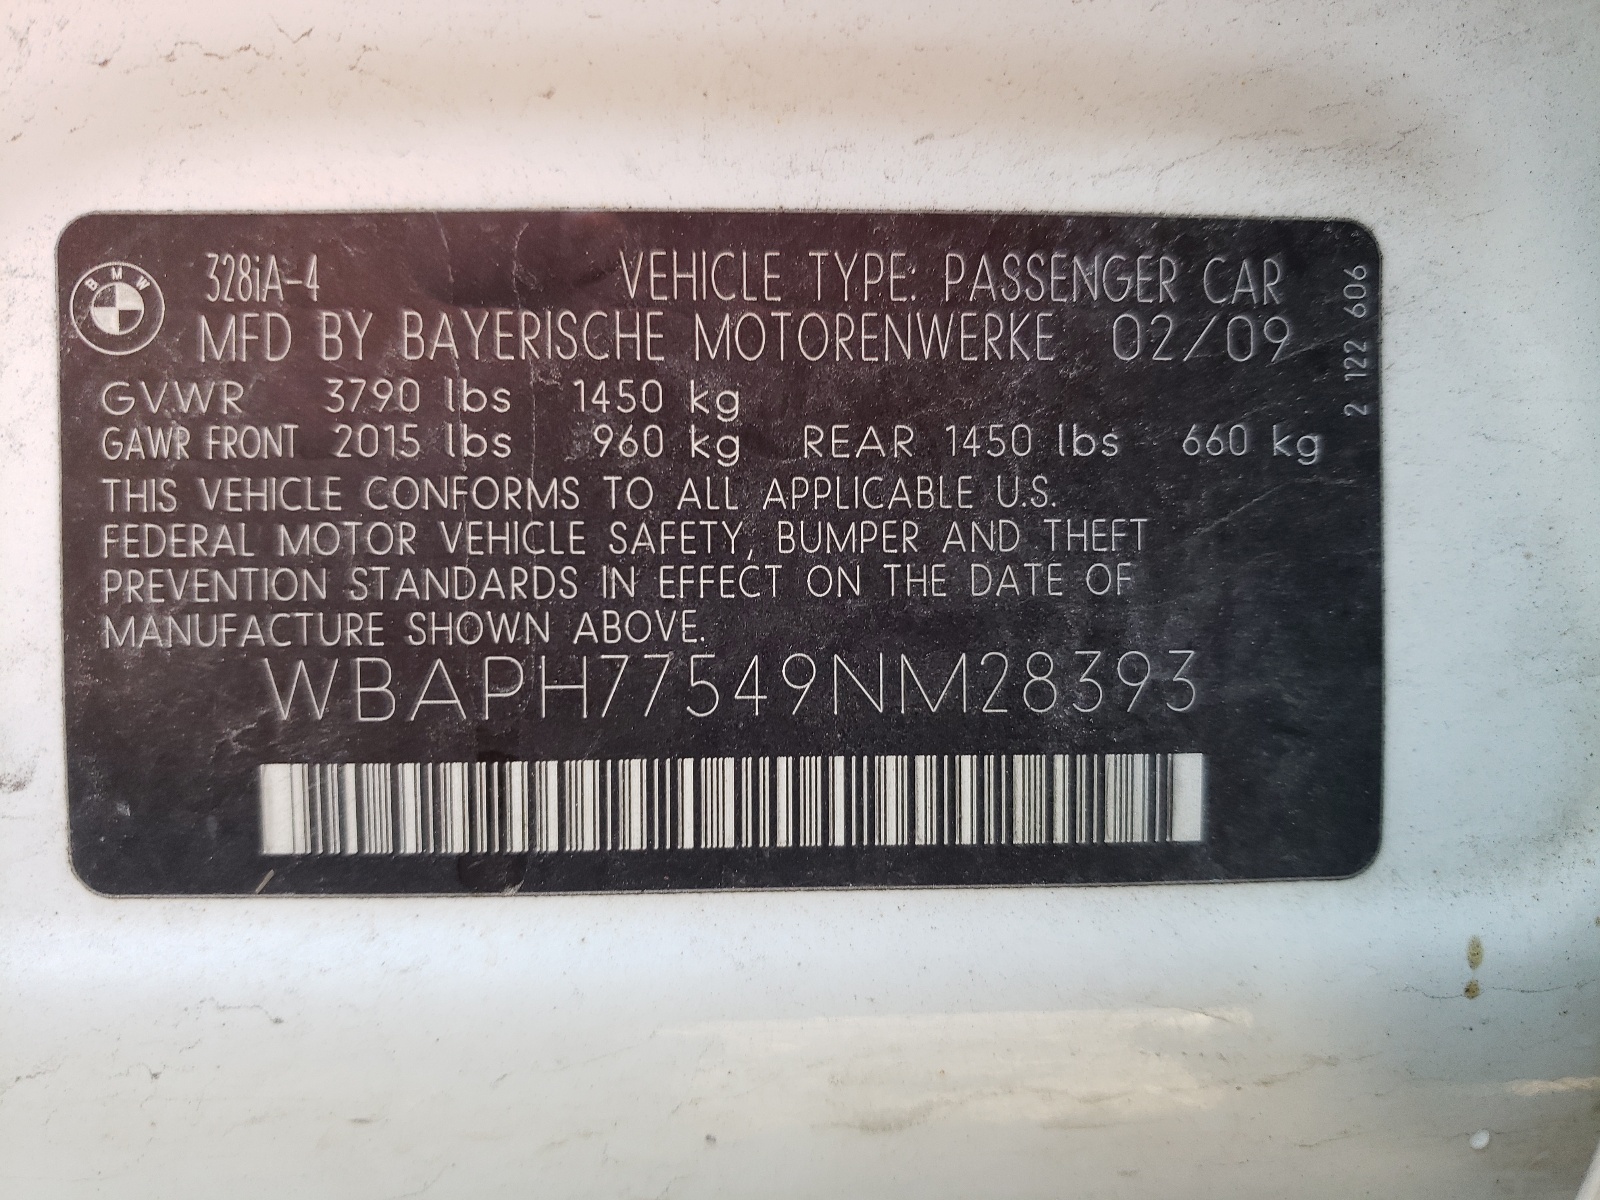 BMW
328iA-4 VEHICLE TYPE: PASSENGER CAR
MFD BY BAYERISCHE MOTORENWERKE 02/09
GVWR 3790 lbs 1450 kg
GAWR FRONT 2015 lbs 960 kg REAR 1450 lbs 660 kg
THIS VEHICLE CONFORMS TO ALL APPLICABLE U.S.
FEDERAL MOTOR VEHICLE SAFETY, BUMPER AND THEFT
PREVENTION STANDARDS IN EFFECT ON THE DATE OF
MANUFACTURE SHOWN ABOVE.
WBAPH77549NM28393
2 122 606